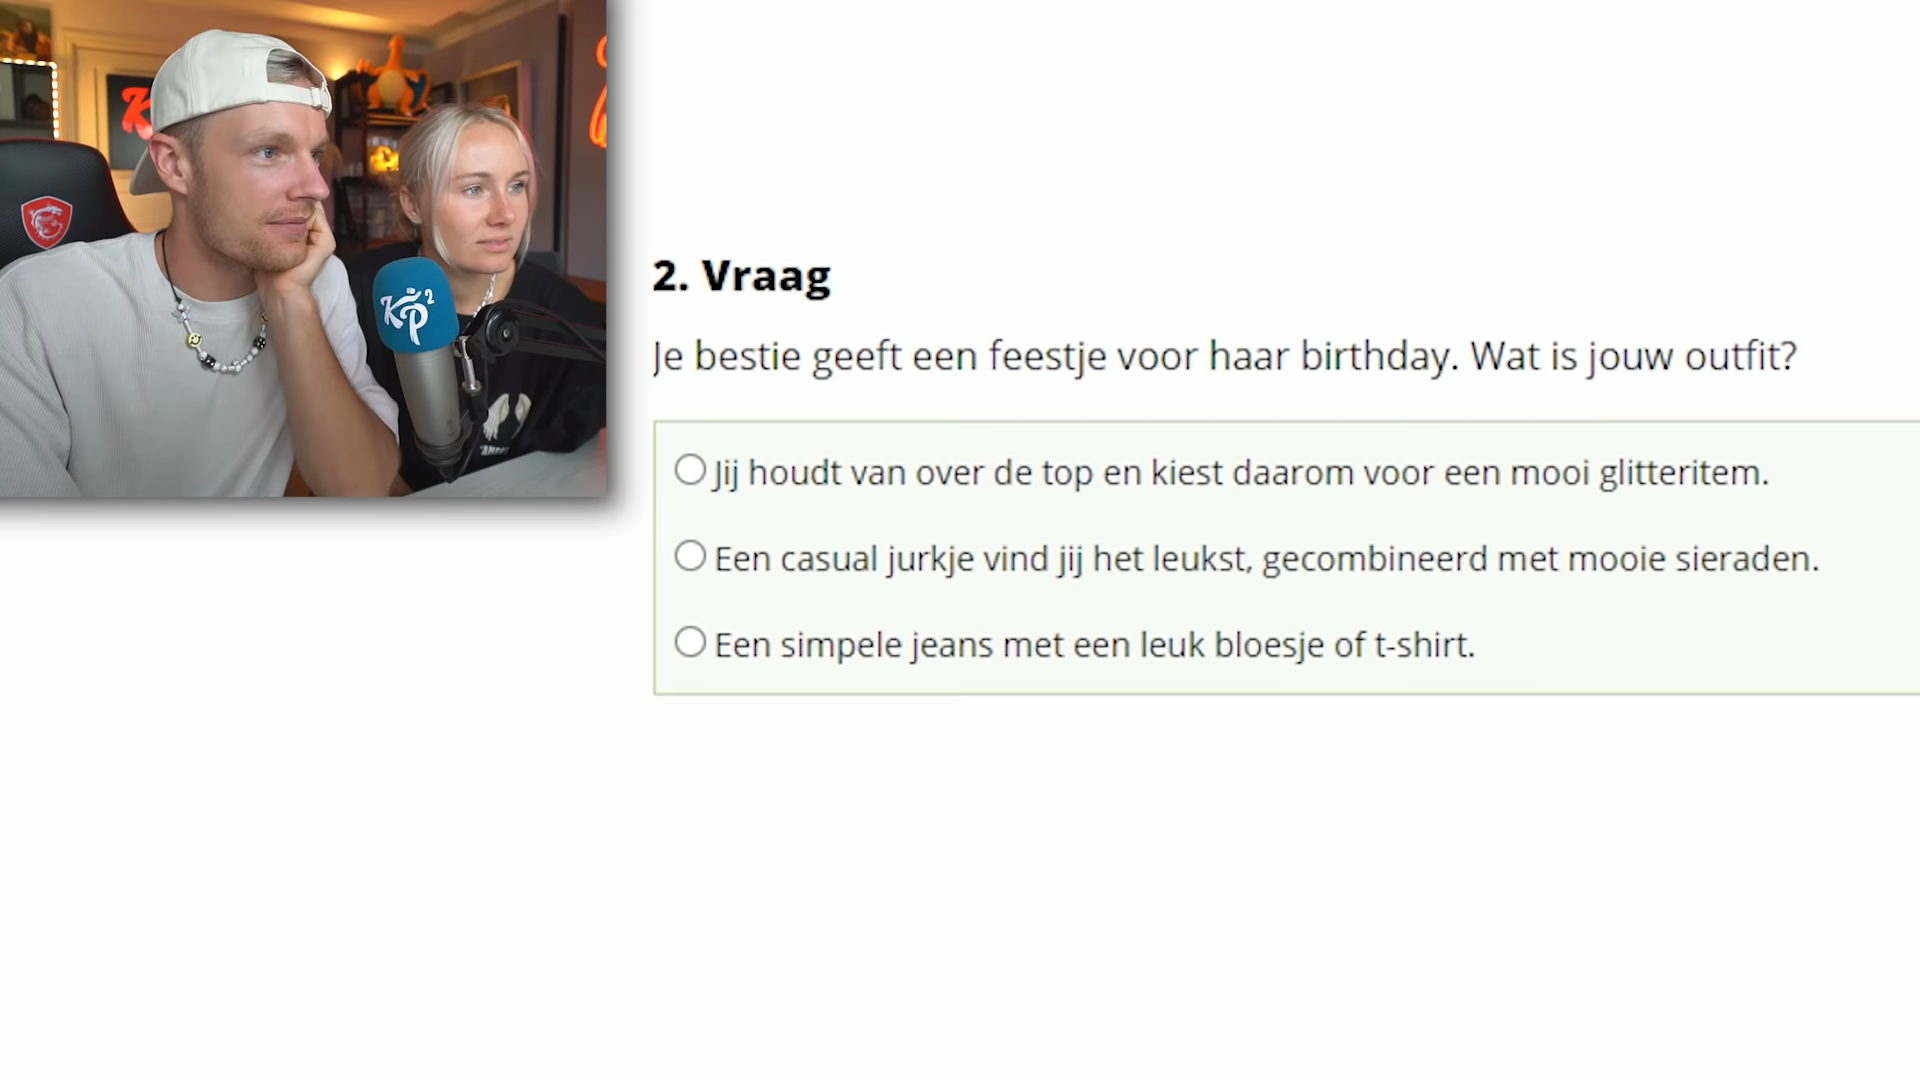 KP²
2. Vraag
Je bestie geeft een feestje voor haar birthday. Wat is jouw outfit?
Jij houdt van over de top en kiest daarom voor een mooi glitteritem.
Een casual jurkje vind jij het leukst, gecombineerd met mooie sieraden.
Een simpele jeans met een leuk bloesje of t-shirt.